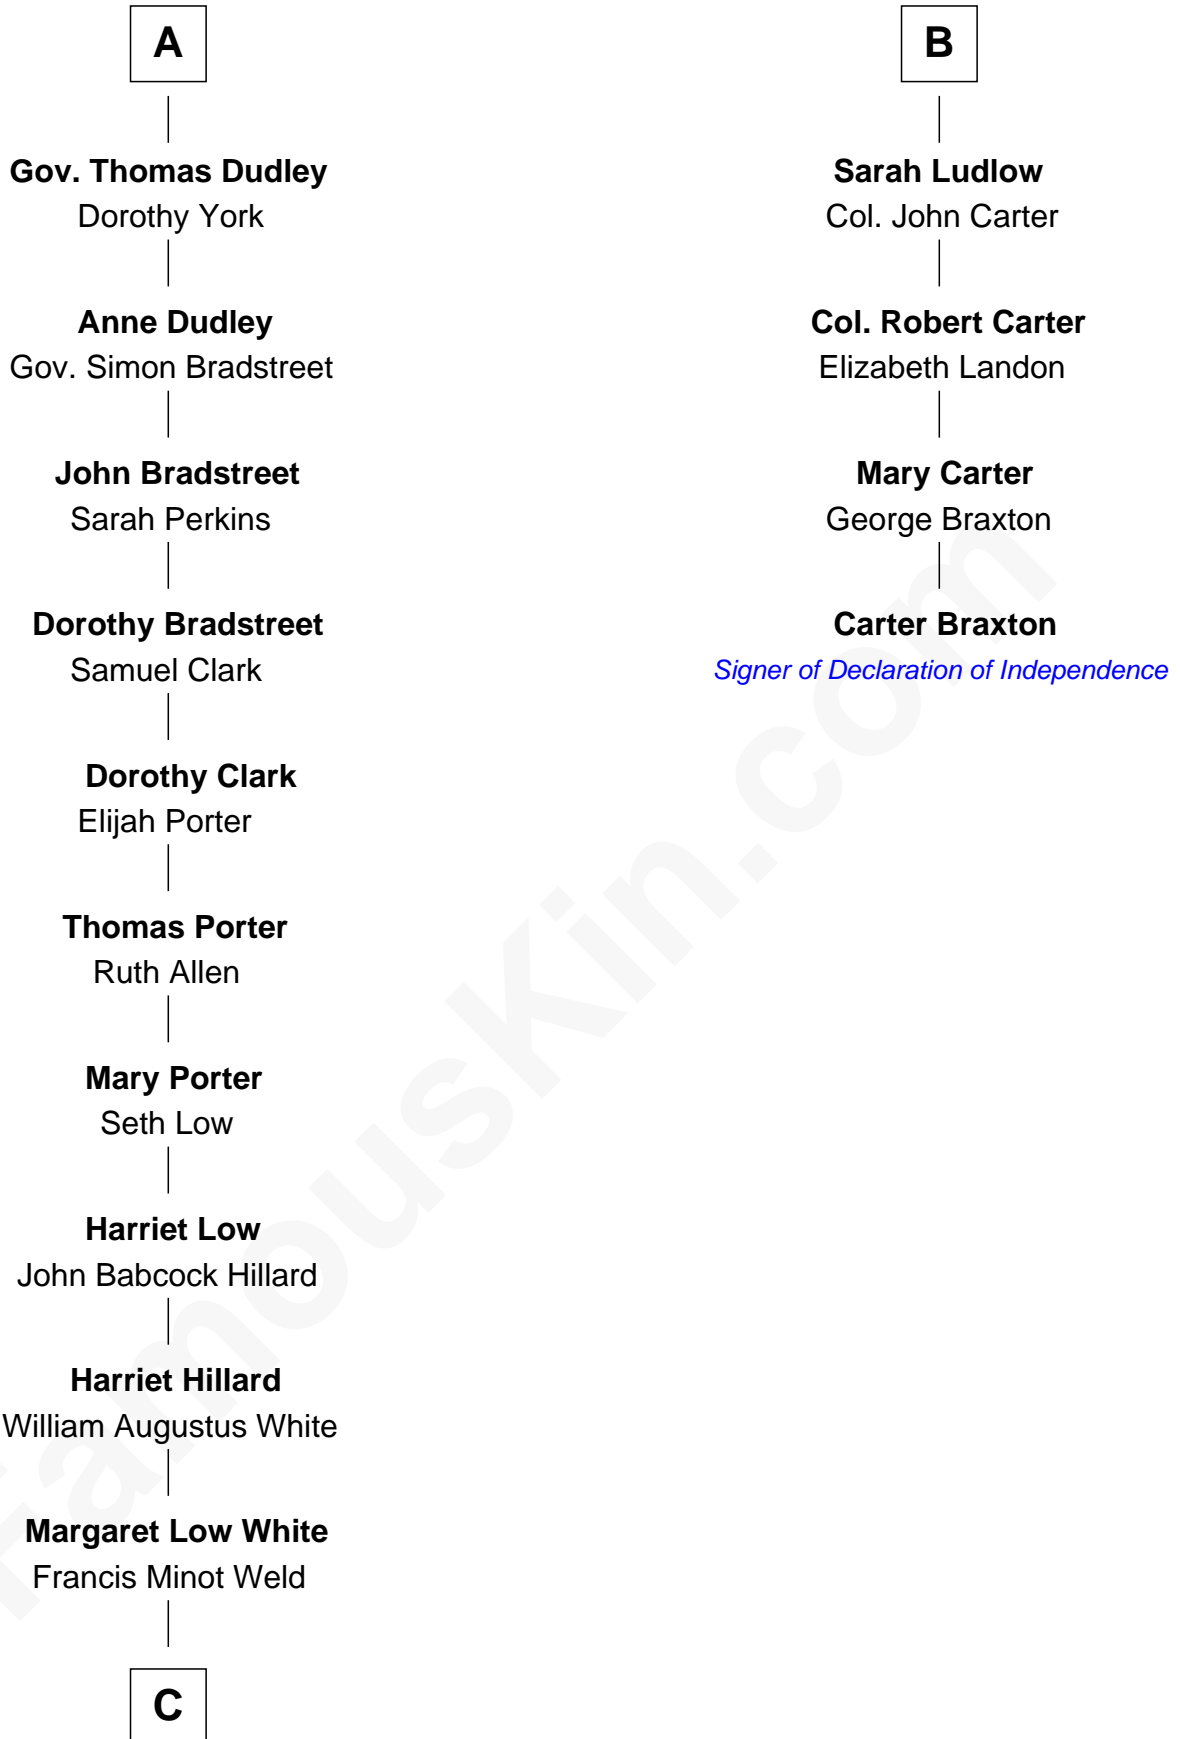 A
Gov. Thomas Dudley
Dorothy York
Anne Dudley
Gov. Simon Bradstreet
John Bradstreet
Sarah Perkins
Dorothy Bradstreet
Samuel Clark
Dorothy Clark
Elijah Porter
Thomas Porter
Ruth Allen
Mary Porter
Seth Low
Harriet Low
John Babcock Hillard
Harriet Hillard
William Augustus White
Margaret Low White
Francis Minot Weld
C
B
Sarah Ludlow
Col. John Carter
Col. Robert Carter
Elizabeth Landon
Mary Carter
George Braxton
Carter Braxton
Signer of Declaration of Independence
FamousKin.com